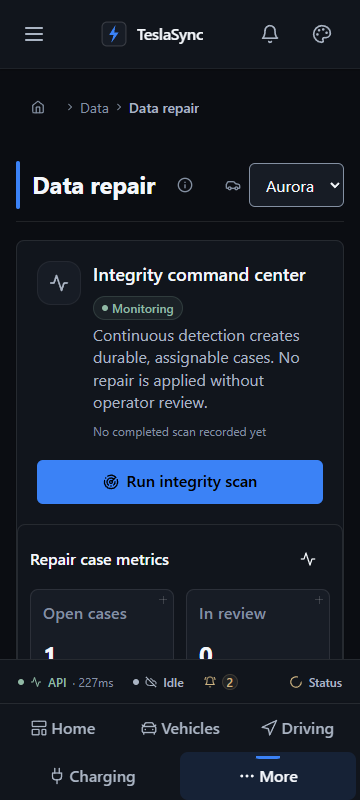 TeslaSync
Data
Data repair
Data repair
Aurora
Integrity command center
Monitoring
Continuous detection creates
durable, assignable cases. No
repair is applied without
operator review.
No completed scan recorded yet
Run integrity scan
Repair case metrics
Open cases
In review
1
0
API · 227ms
Idle
2
Status
Home
Vehicles
Driving
Charging
More